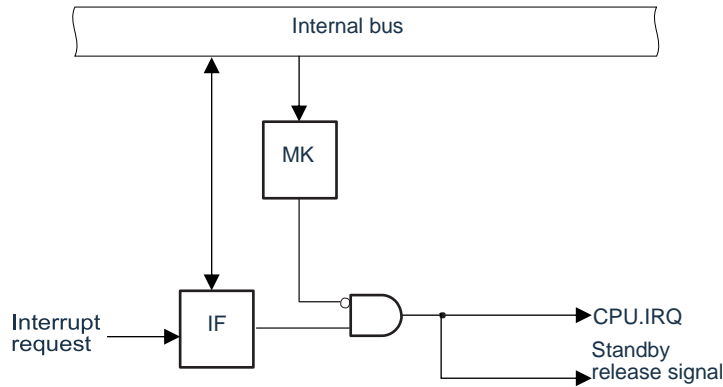 Internal bus
MK
IF
Interrupt
request
CPU.IRQ
Standby
release signal